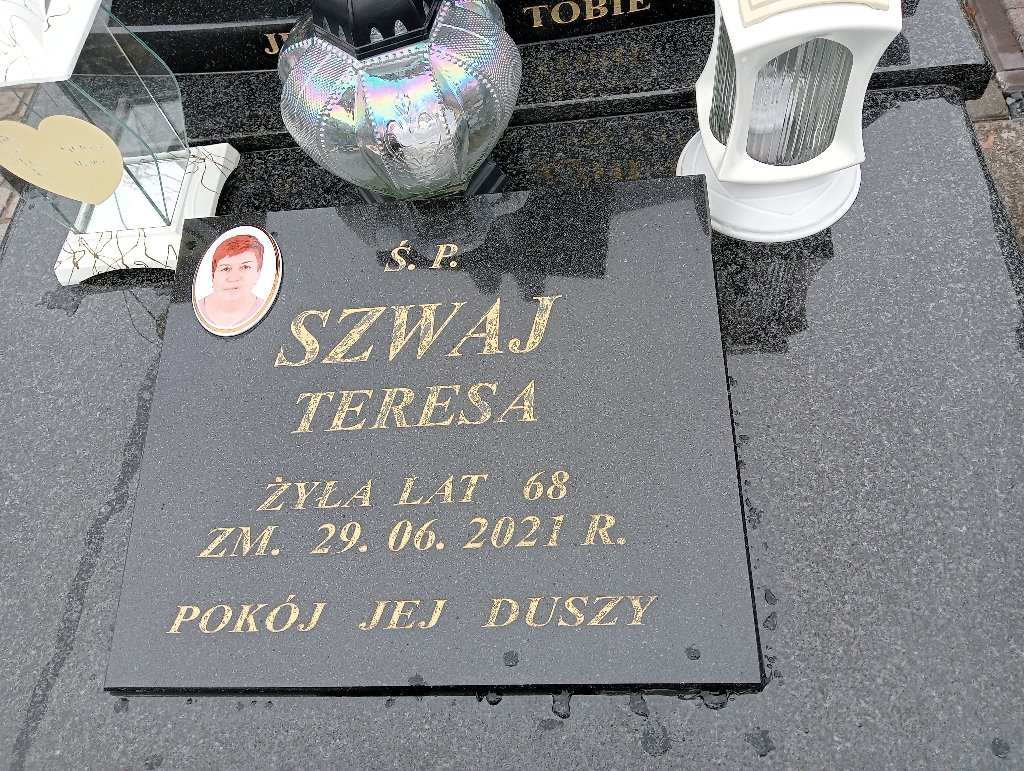 TOBIE
Ś. P.
SZWAJ
TERESA
ŻYŁA LAT 68
ZM. 29. 06. 2021 R.
POKÓJ JEJ DUSZY